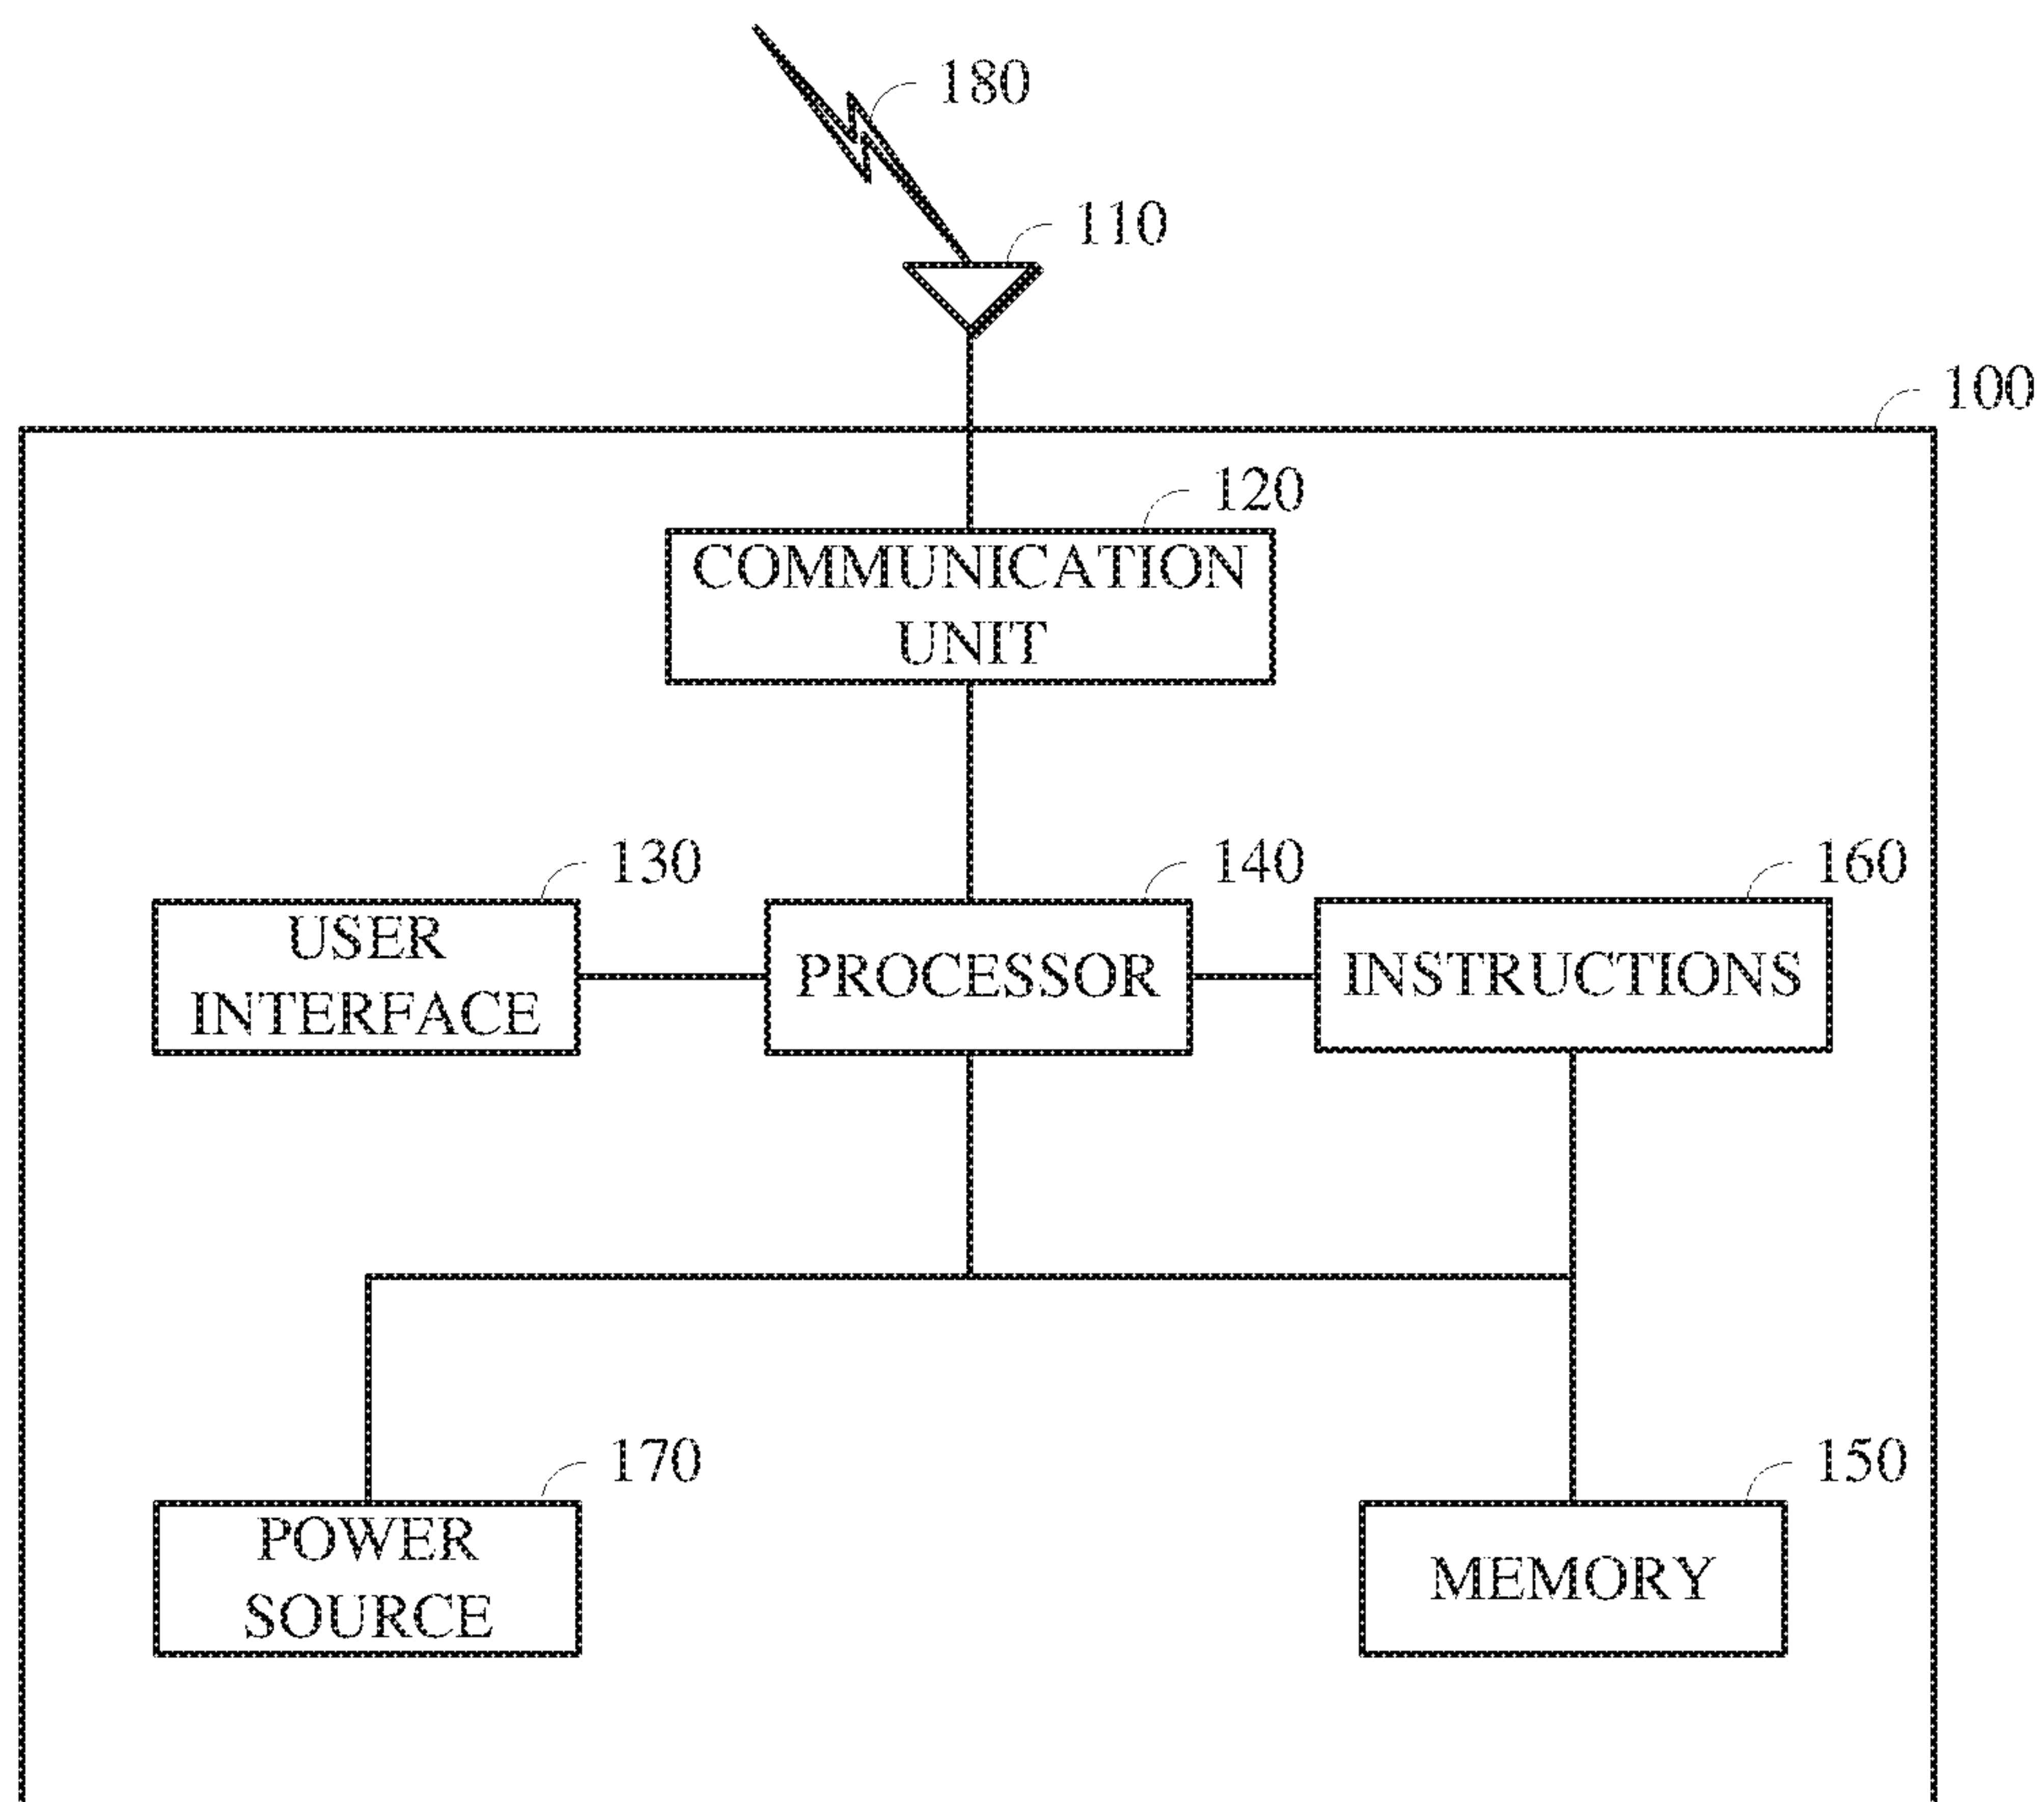 180
110
100
120
COMMUNICATION
UNIT
130
140
160
USER
INTERFACE
PROCESSOR
INSTRUCTIONS
170
150
POWER
SOURCE
MEMORY